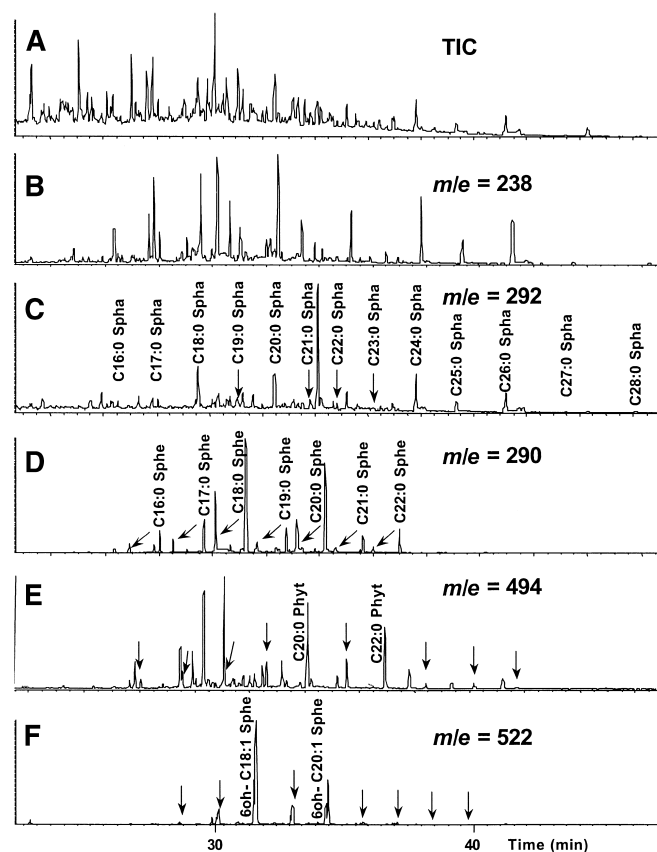 A
TIC
B
m/e = 238
C
m/e = 292
C16:0 Spha
C17:0 Spha
C18:0 Spha
C19:0 Spha
C20:0 Spha
C21:0 Spha
C22:0 Spha
C23:0 Spha
C24:0 Spha
C25:0 Spha
C26:0 Spha
C27:0 Spha
C28:0 Spha
D
m/e = 290
C16:0 Sphe
C17:0 Sphe
C18:0 Sphe
C19:0 Sphe
C20:0 Sphe
C21:0 Sphe
C22:0 Sphe
E
m/e = 494
C20:0 Phyt
C22:0 Phyt
F
m/e = 522
6oh- C18:1 Sphe
6oh- C20:1 Sphe
30
40
Time (min)